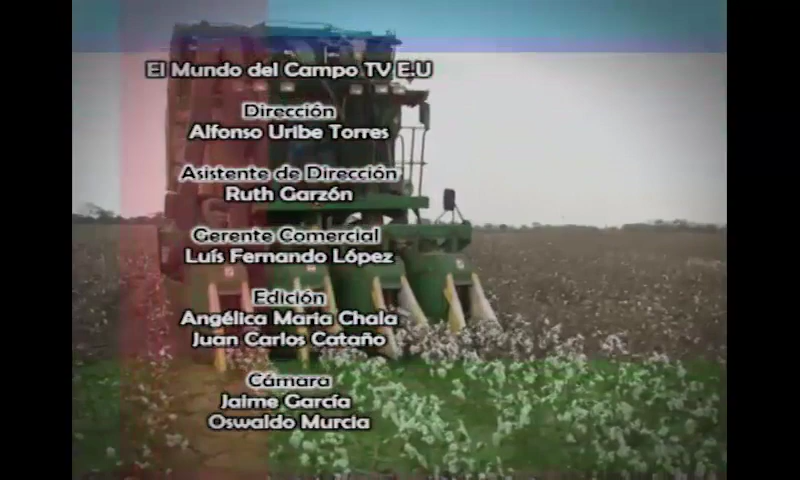 El Mundo del Campo TV E.U
Dirección
Alfonso Uribe Torres
Asistente de Dirección
Ruth Garzón
Gerente Comercial
Luís Fernando López
Edición
Angélica Maria Chala
Juan Carlos Cataño
Cámara
Jaime García
Oswaldo Murcia